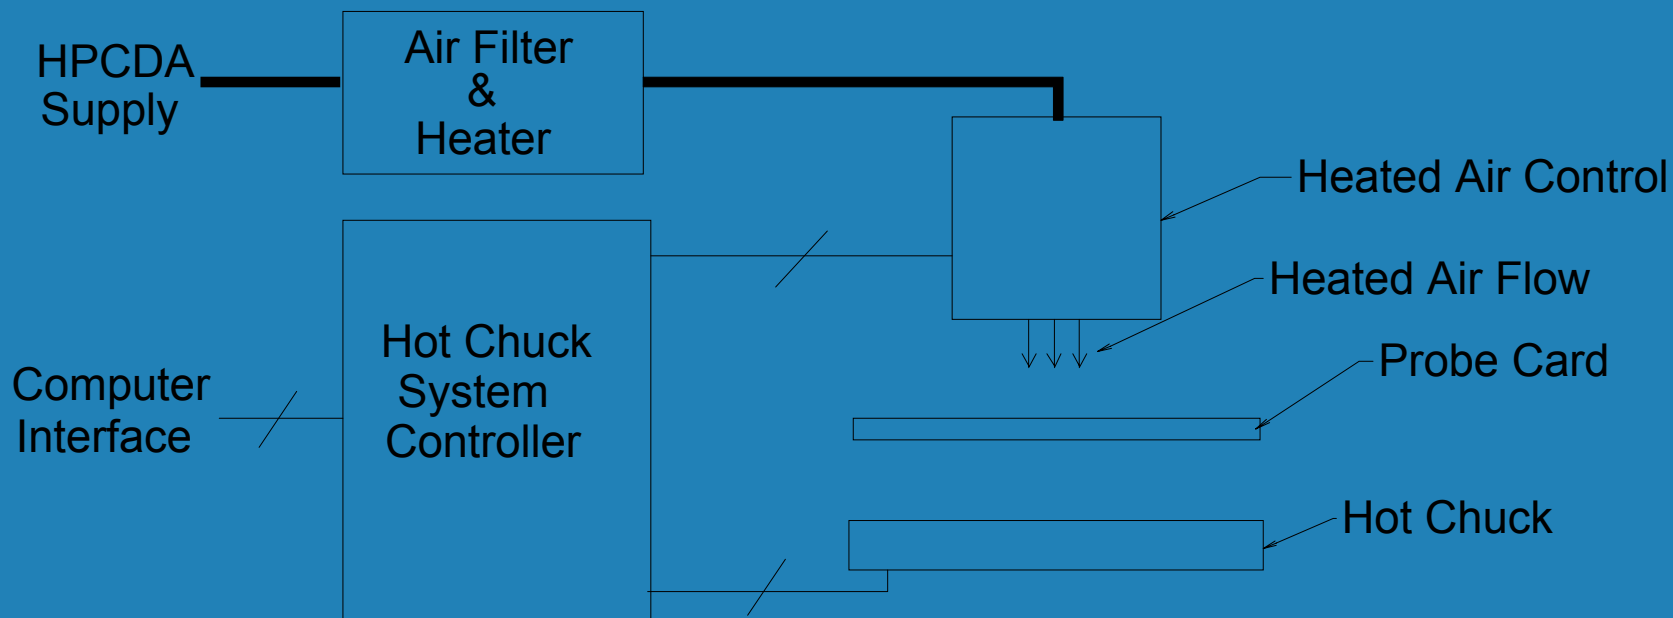 HPCDA
Supply
Air Filter
&
Heater
Heated Air Control
Heated Air Flow
Probe Card
Hot Chuck
System
Controller
Computer
Interface
Hot Chuck